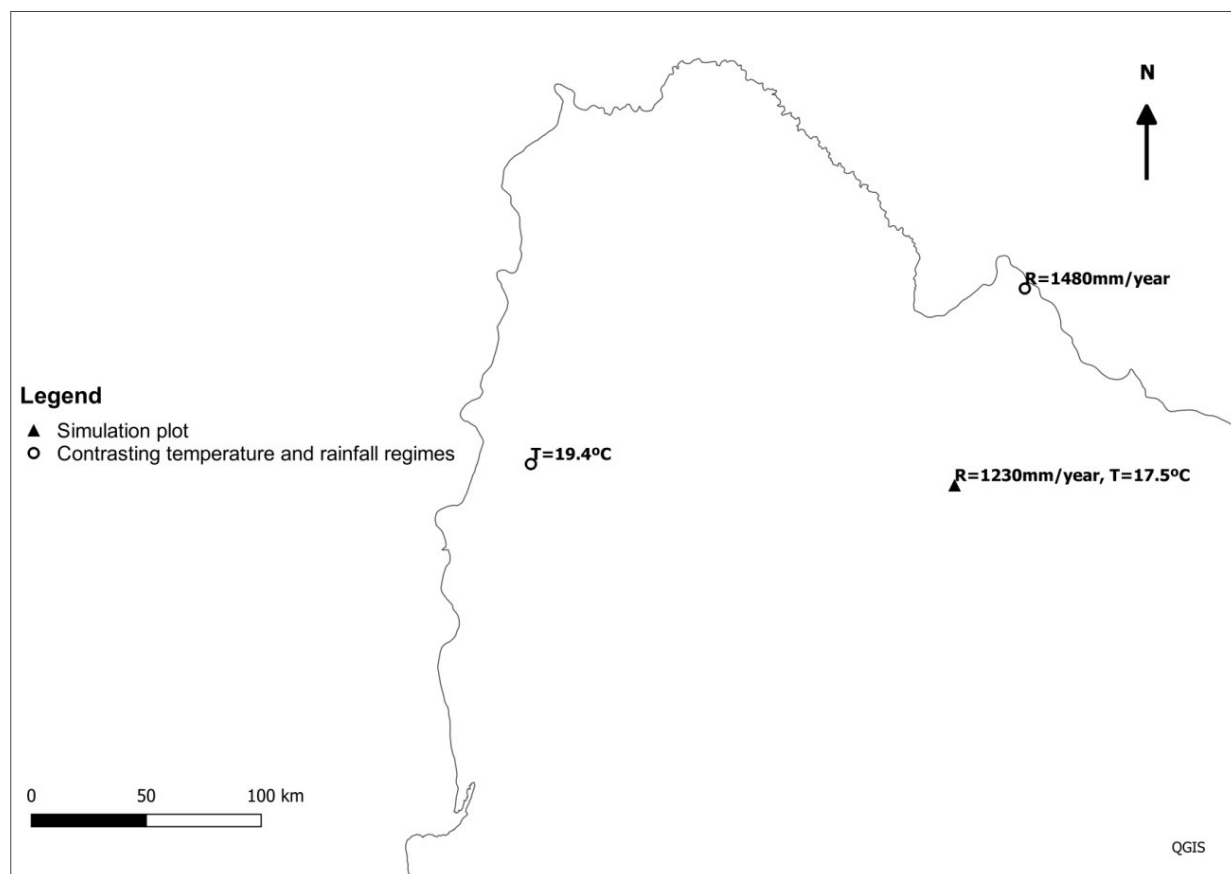 N
R=1480mm/year
Legend
Simulation plot
Contrasting temperature and rainfall regimes
T=19.4ºC
R=1230mm/year, T=17.5ºC
0 50 100 km
QGIS